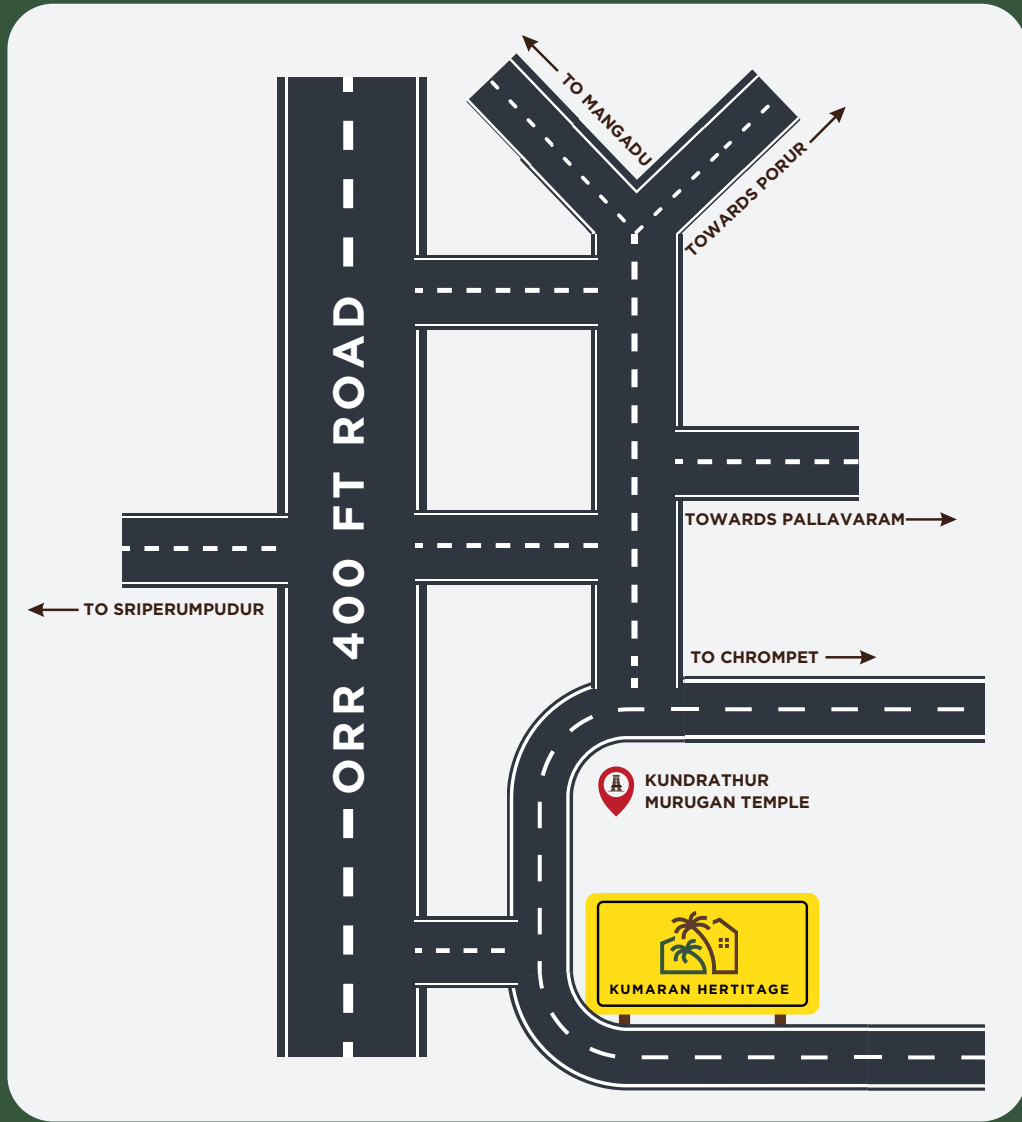 TO MANGADU
TOWARDS PORUR
ORR 400 FT ROAD
TOWARDS PALLAVARAM
TO SRIPERUMPUDUR
TO CHROMPET
KUNDRATHUR
MURUGAN TEMPLE
KUMARAN HERTITAGE